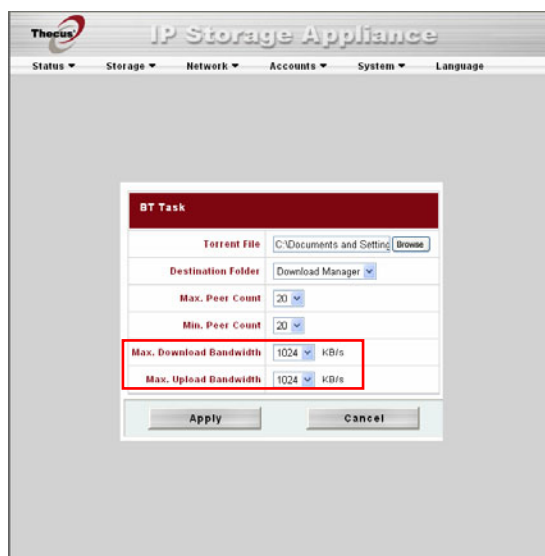 Thecus
IP Storage Appliance
Status Storage Network Accounts System Language
BT Task
Torrent File C:\Documents and Setting Browse
Destination Folder Download Manager
Max. Peer Count 20
Min. Peer Count 20
Max. Download Bandwidth 1024 KB/s
Max. Upload Bandwidth 1024 KB/s
Apply Cancel